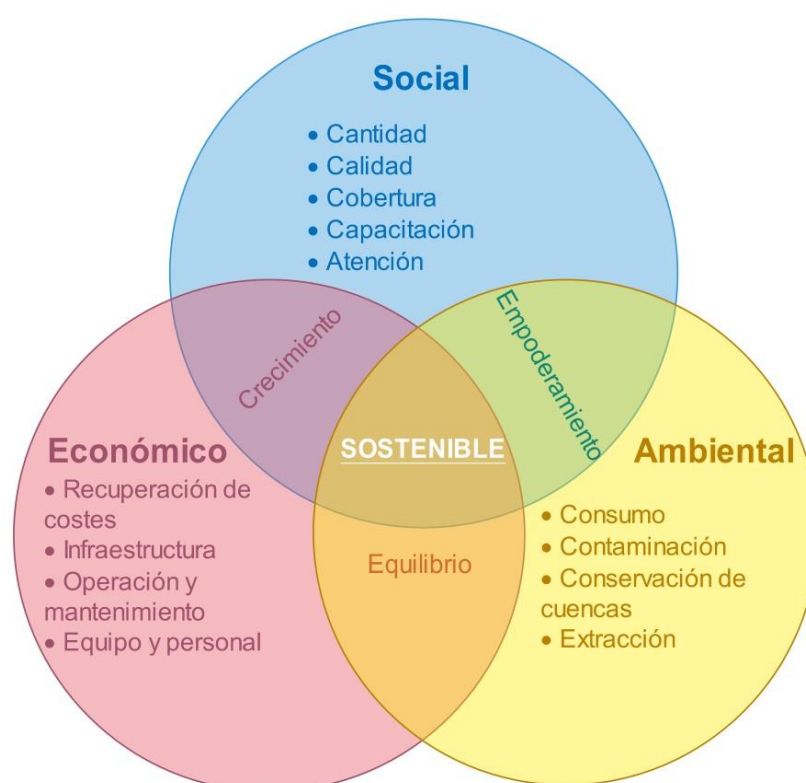 Social
• Cantidad
• Calidad
• Cobertura
• Capacitación
• Atención
Crecimiento
Empoderamiento
Económico
• Recuperación de
costes
• Infraestructura
• Operación y
mantenimiento
• Equipo y personal
SOSTENIBLE
Equilibrio
Ambiental
• Consumo
• Contaminación
• Conservación de
cuencas
• Extracción